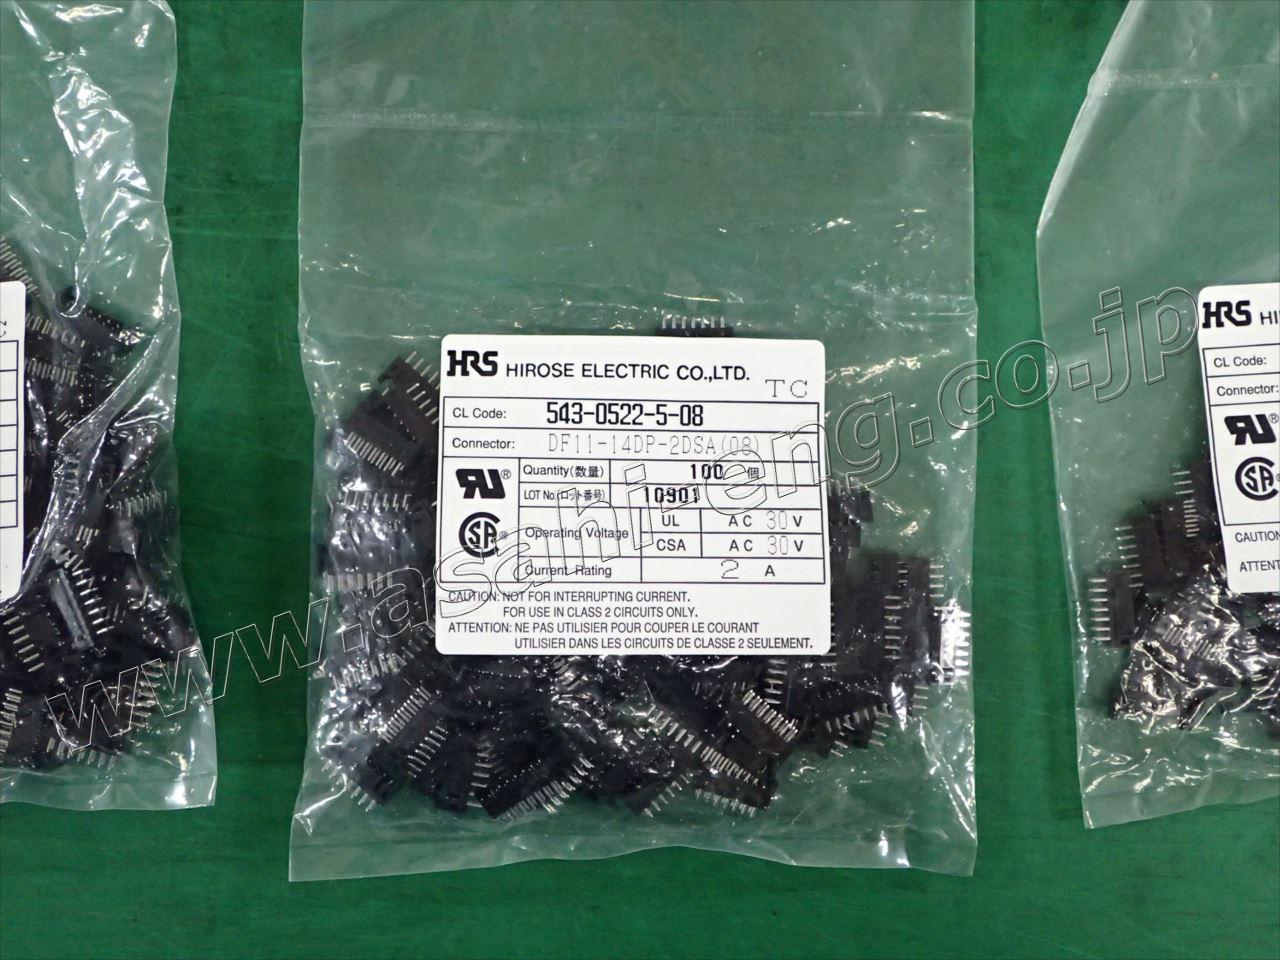 HRS HIROSE ELECTRIC CO.,LTD.
TC
CL Code: 543-0522-5-08
Connector: DF11-14DP-2DSA(08)
Quantity(数量) 100 個
LOT No.(ロット番号) 10901
Operating Voltage UL AC 30 V
CSA AC 30 V
Current Rating 2 A
CAUTION: NOT FOR INTERRUPTING CURRENT.
FOR USE IN CLASS 2 CIRCUITS ONLY.
ATTENTION: NE PAS UTILISIER POUR COUPER LE COURANT
UTILISIER DANS LES CIRCUITS DE CLASSE 2 SEULEMENT.
www.asahi-eng.co.jp
HRS HI
CL Code:
Connector:
CAUTION
ATTENT